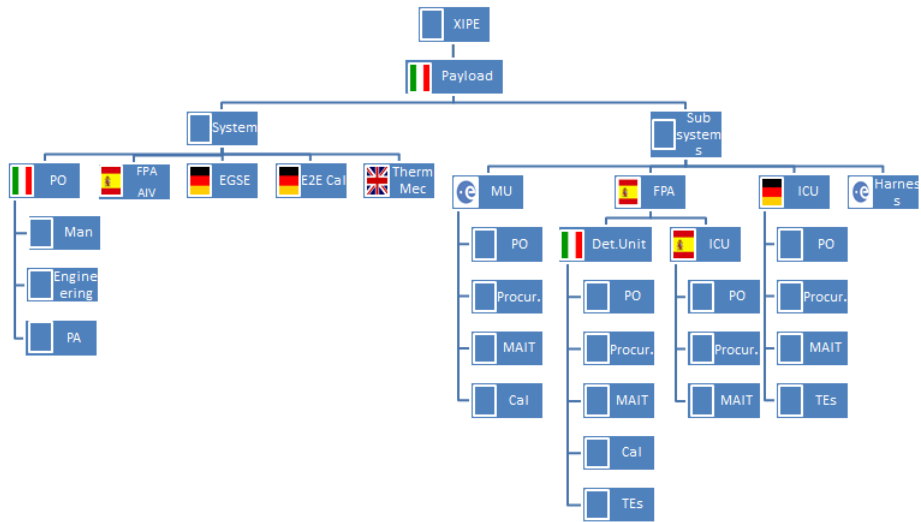 XIPE
Payload
System
Sub
system
s
PO
FPA
AIV
EGSE
E2E Cal
Therm
Mec
MU
FPA
ICU
Harnes
s
Man
Engine
ering
PA
PO
Procur.
MAIT
Cal
Det.Unit
ICU
PO
Procur.
MAIT
Cal
TEs
PO
Procur.
MAIT
PO
Procur.
MAIT
TEs